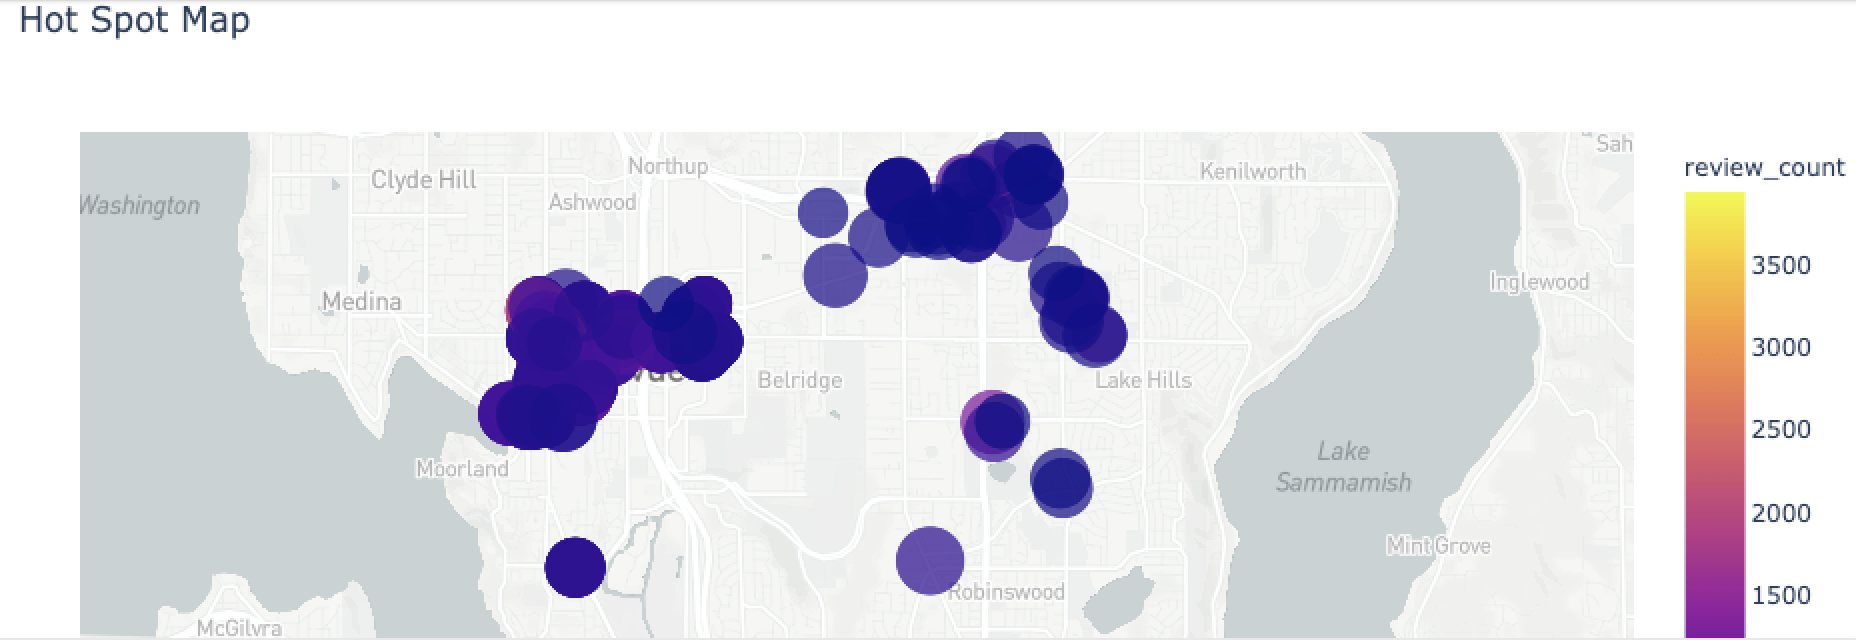 Hot Spot Map
Sah
Northup
review_count
Clyde Hill
Kenilworth
Washington
Ashwood
3500
Inglewood
Medina
3000
Belridge
Lake Hills
2500
Lake
Sammamish
Moorland
2000
Mint Grove
Robinswood
1500
McGilvra